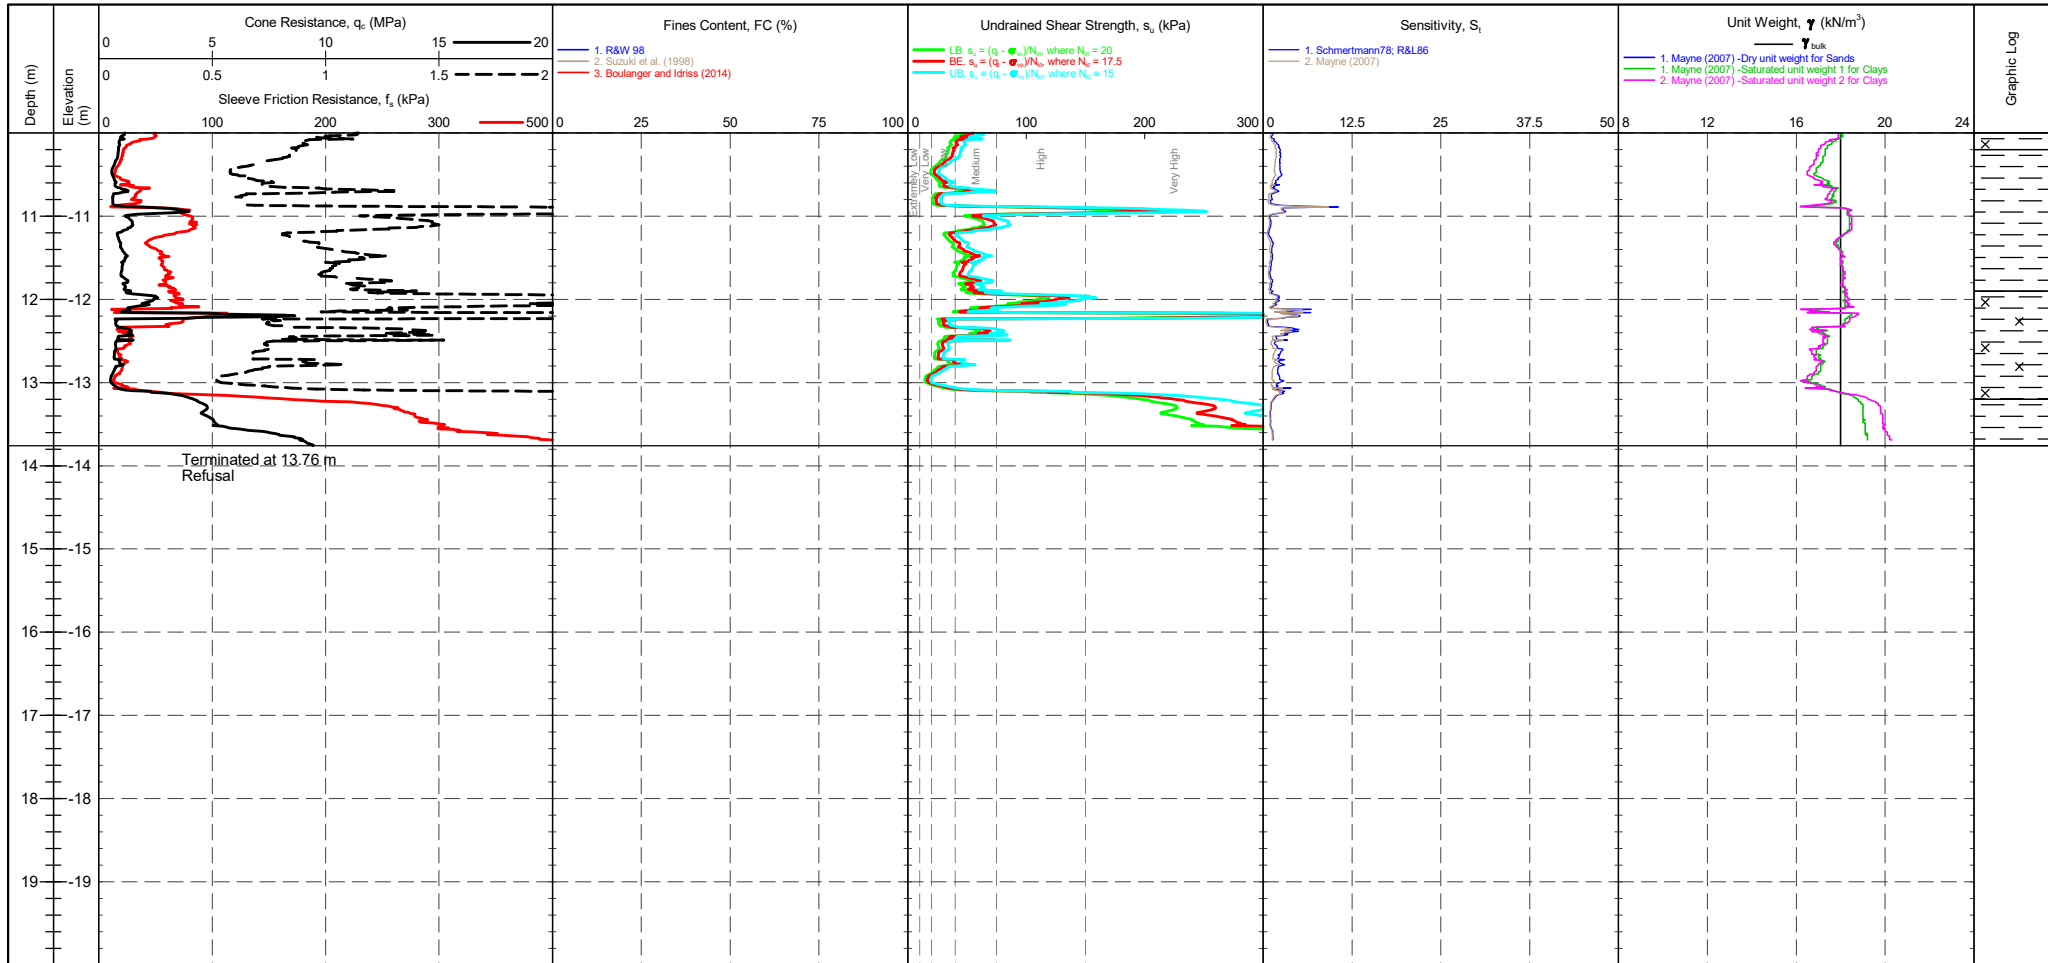 Cone Resistance, qc (MPa)
0 5 10 15 20
0 0.5 1 1.5 2
Sleeve Friction Resistance, fs (kPa)
0 100 200 300 500
Depth (m)
Elevation (m)
Fines Content, FC (%)
1. R&W 98
2. Suzuki et al. (1998)
3. Boulanger and Idriss (2014)
0 25 50 75 100
Undrained Shear Strength, su (kPa)
LB. su = (qt - σvo)/Nkt, where Nkt = 20
BE. su = (qt - σvo)/Nkt, where Nkt = 17.5
UB. su = (qt - σvo)/Nkt, where Nkt = 15
0 100 200 300
Extremely Low
Very Low
Low
Medium
High
Very High
Sensitivity, St
1. Schmertmann78; R&L86
2. Mayne (2007)
0 12.5 25 37.5 50
Unit Weight, γ (kN/m³)
γbulk
1. Mayne (2007) -Dry unit weight for Sands
1. Mayne (2007) -Saturated unit weight 1 for Clays
2. Mayne (2007) -Saturated unit weight 2 for Clays
8 12 16 20 24
Graphic Log
11 -11
12 -12
13 -13
Terminated at 13.76 m
Refusal
14 -14
15 -15
16 -16
17 -17
18 -18
19 -19